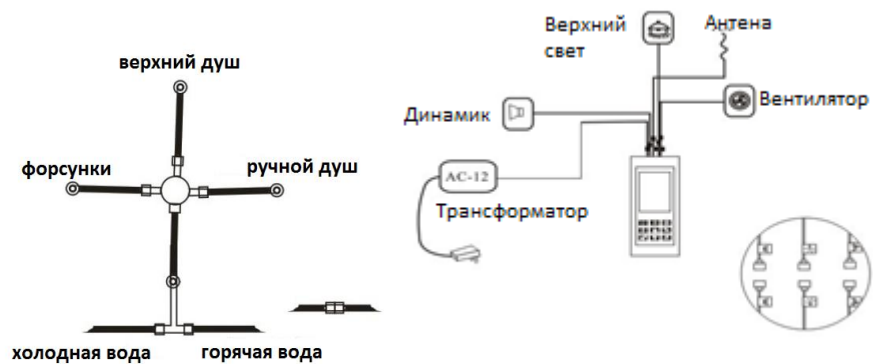 верхний душ
форсунки
ручной душ
холодная вода
горячая вода
Верхний
свет
Антена
Динамик
Вентилятор
AC-12
Трансформатор